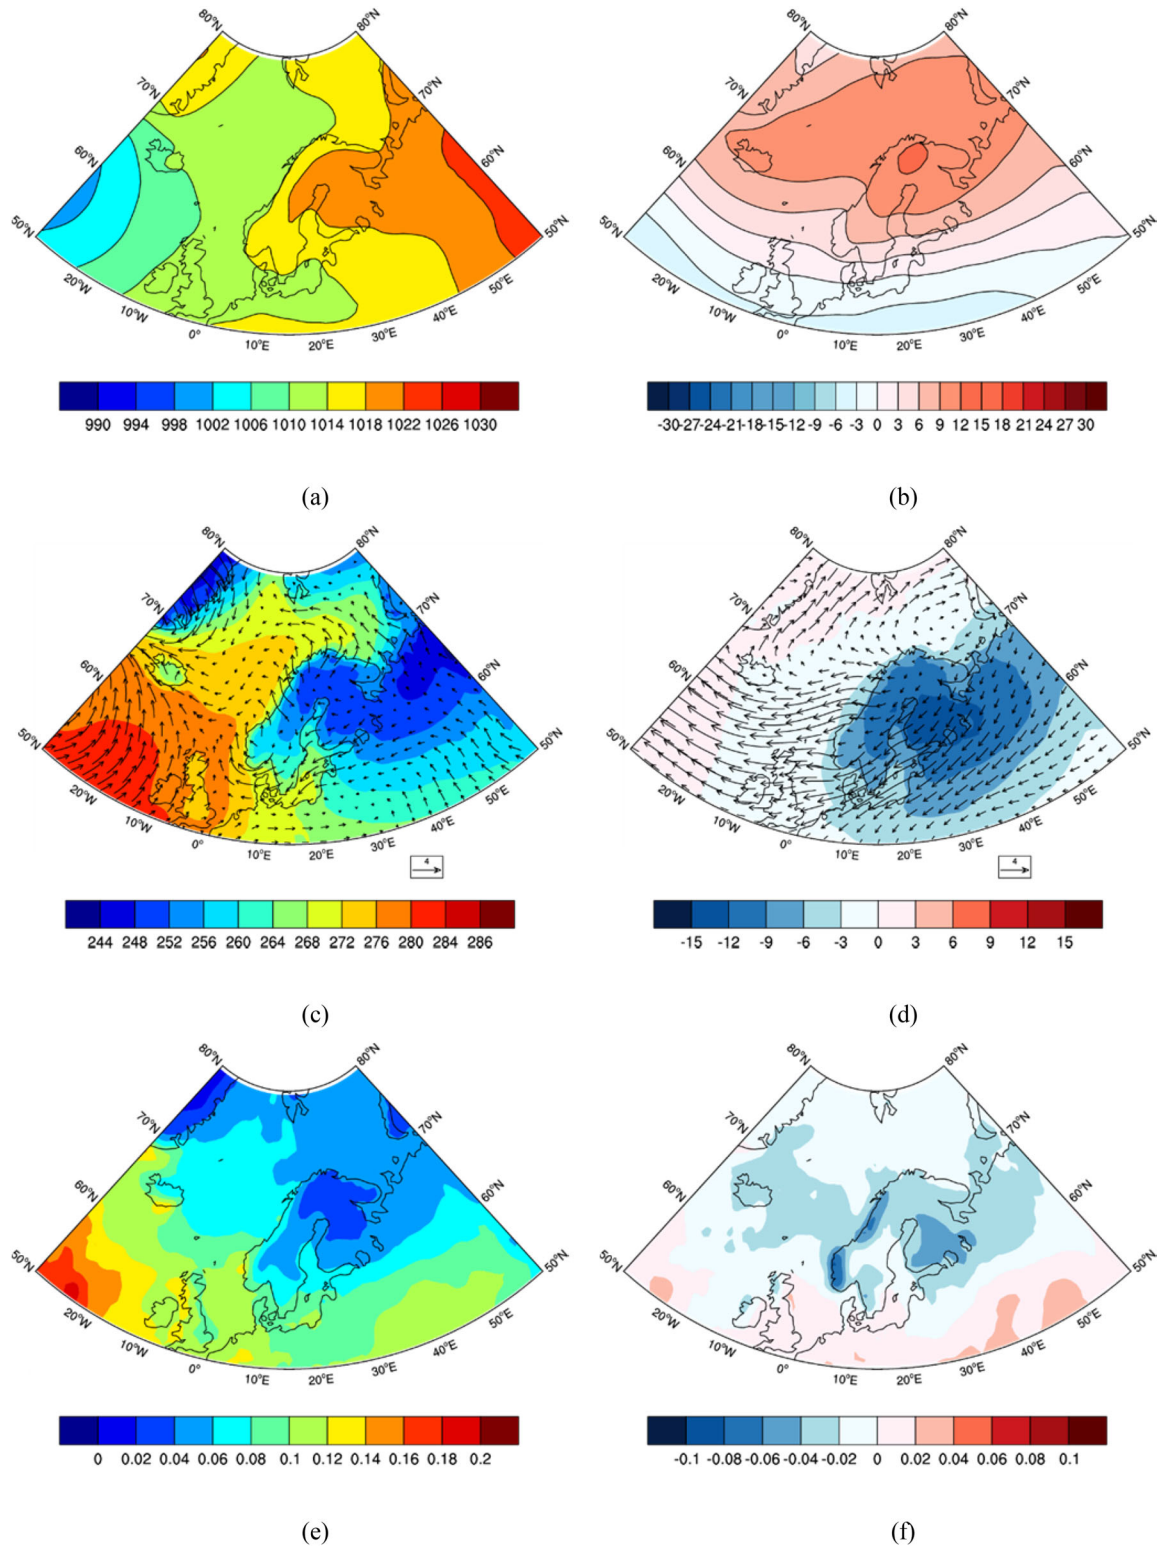 80°N 80°N 80°N 80°N
70°N 70°N
60°N 60°N 60°N 60°N
50°N 50°N 50°N 50°N
20°W 50°E 20°W 50°E
10°W 40°E 10°W 40°E
0° 10°E 20°E 30°E 0° 10°E 20°E 30°E
990 994 998 1002 1006 1010 1014 1018 1022 1026 1030
-30-27-24-21-18-15-12 -9 -6 -3 0 3 6 9 12 15 18 21 24 27 30
(a) (b)
80°N 80°N 80°N 80°N
70°N 70°N 70°N 70°N
60°N 60°N 60°N 60°N
50°N 50°N 50°N 50°N
20°W 50°E 20°W 50°E
10°W 40°E 10°W 40°E
0° 10°E 20°E 30°E 0° 10°E 20°E 30°E
4 4
244 248 252 256 260 264 268 272 276 280 284 286
-15 -12 -9 -6 -3 0 3 6 9 12 15
(c) (d)
80°N 80°N 80°N 80°N
70°N 70°N 70°N 70°N
60°N 60°N 60°N 60°N
50°N 50°N 50°N 50°N
20°W 50°E 20°W 50°E
10°W 40°E 10°W 40°E
0° 10°E 20°E 30°E 0° 10°E 20°E 30°E
0 0.02 0.04 0.06 0.08 0.1 0.12 0.14 0.16 0.18 0.2
-0.1 -0.08 -0.06 -0.04 -0.02 0 0.02 0.04 0.06 0.08 0.1
(e) (f)